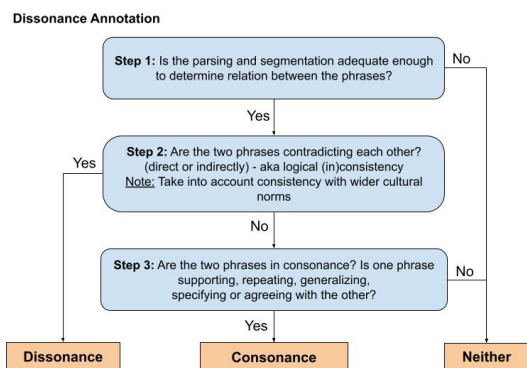 Dissonance Annotation
Step 1: Is the parsing and segmentation adequate enough
to determine relation between the phrases?
No
Yes
Step 2: Are the two phrases contradicting each other?
(direct or indirectly) - aka logical (in)consistency
Note: Take into account consistency with wider cultural
norms
Yes
No
Step 3: Are the two phrases in consonance? Is one phrase
supporting, repeating, generalizing,
specifying or agreeing with the other?
No
Yes
Dissonance
Consonance
Neither